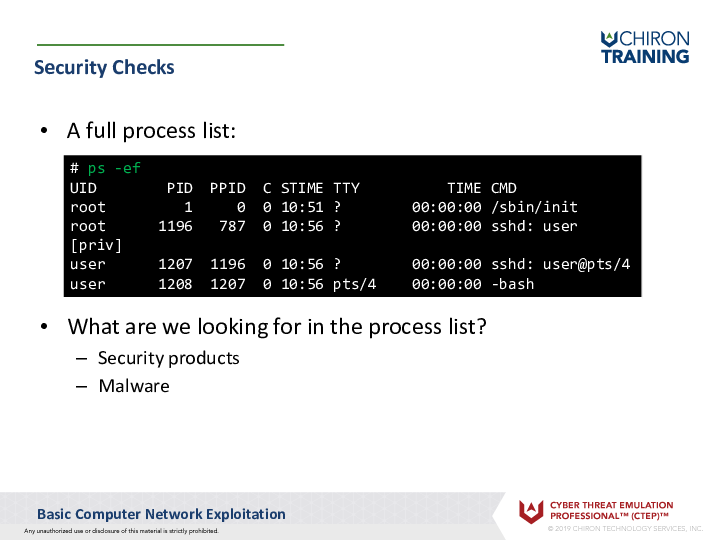 CHIRON
TRAINING
Security Checks
• A full process list:
# ps -ef
UID        PID  PPID  C STIME TTY          TIME CMD
root         1     0  0 10:51 ?        00:00:00 /sbin/init
root      1196   787  0 10:56 ?        00:00:00 sshd: user
[priv]
user      1207  1196  0 10:56 ?        00:00:00 sshd: user@pts/4
user      1208  1207  0 10:56 pts/4    00:00:00 -bash
• What are we looking for in the process list?
– Security products
– Malware
Basic Computer Network Exploitation
Any unauthorized use or disclosure of this material is strictly prohibited.
CYBER THREAT EMULATION
PROFESSIONAL™ (CTEP)™
© 2019 CHIRON TECHNOLOGY SERVICES, INC.